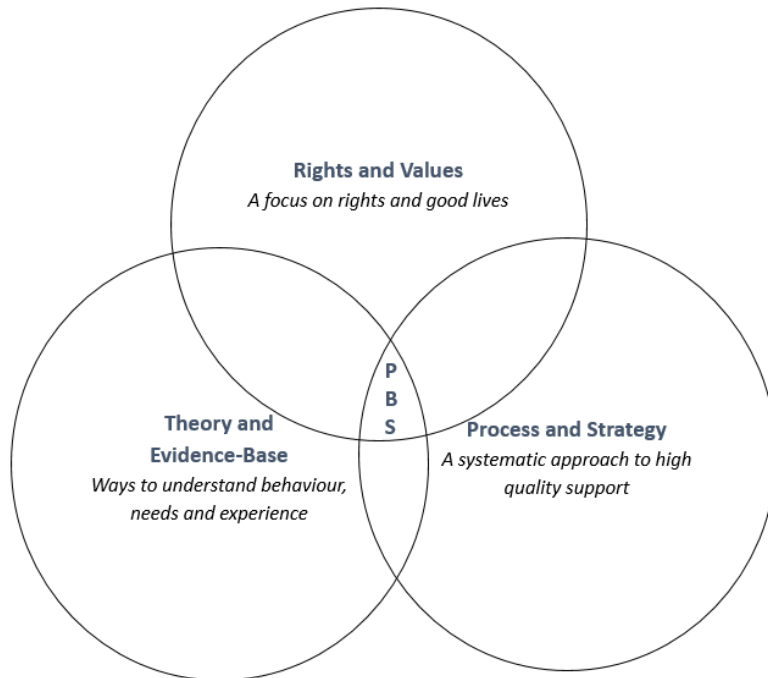 Rights and Values
A focus on rights and good lives
P
B
S
Theory and
Evidence-Base
Ways to understand behaviour,
needs and experience
Process and Strategy
A systematic approach to high
quality support